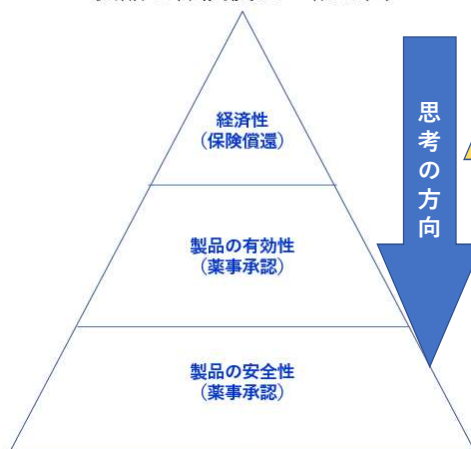 経済性
(保険償還)
思考の方向
製品の有効性
(薬事承認)
製品の安全性
(薬事承認)